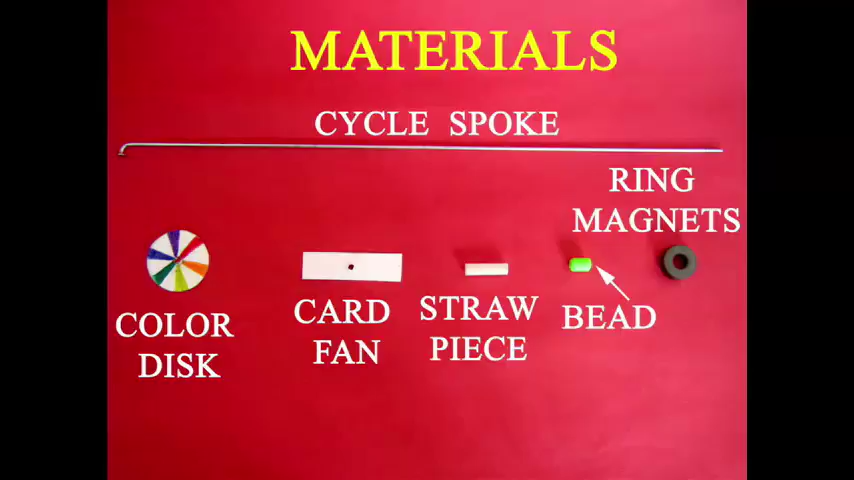 MATERIALS
CYCLE SPOKE
RING
MAGNETS
COLOR
DISK
CARD
FAN
STRAW
PIECE
BEAD